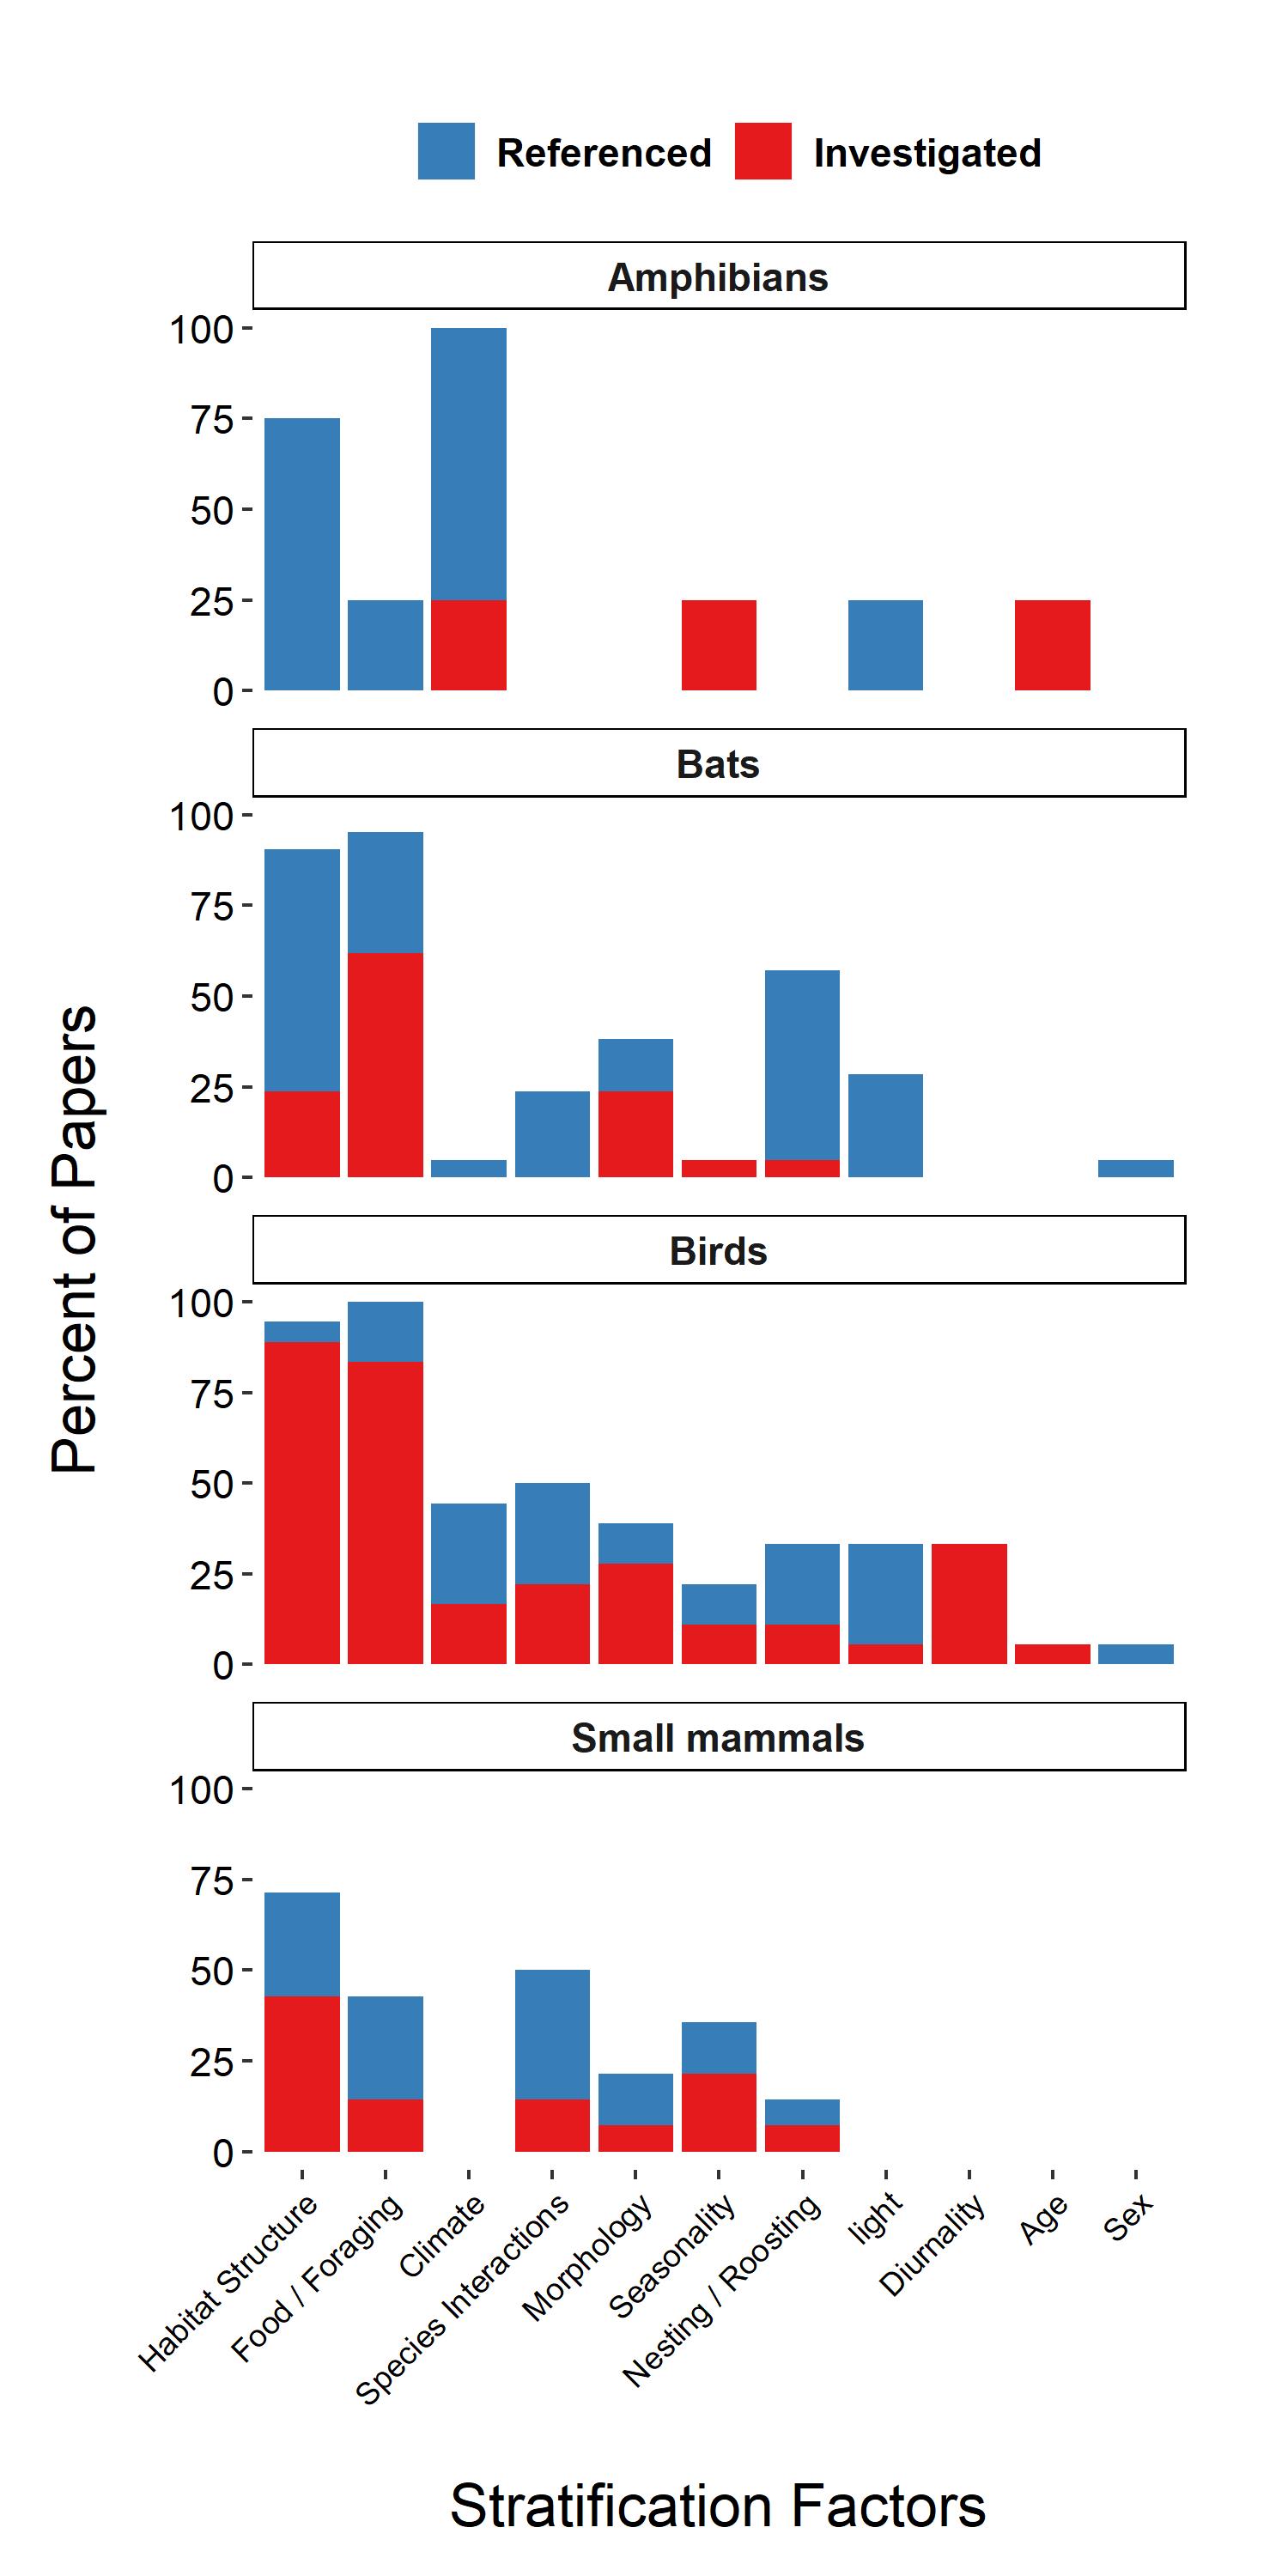 Referenced Investigated
Amphibians
100
75
50
25
0
Bats
100
75
50
25
0
Birds
100
75
50
25
0
Small mammals
100
75
50
25
0
Percent of Papers
Habitat Structure
Food / Foraging
Climate
Species Interactions
Morphology
Seasonality
Nesting / Roosting
light
Diurnality
Age
Sex
Stratification Factors